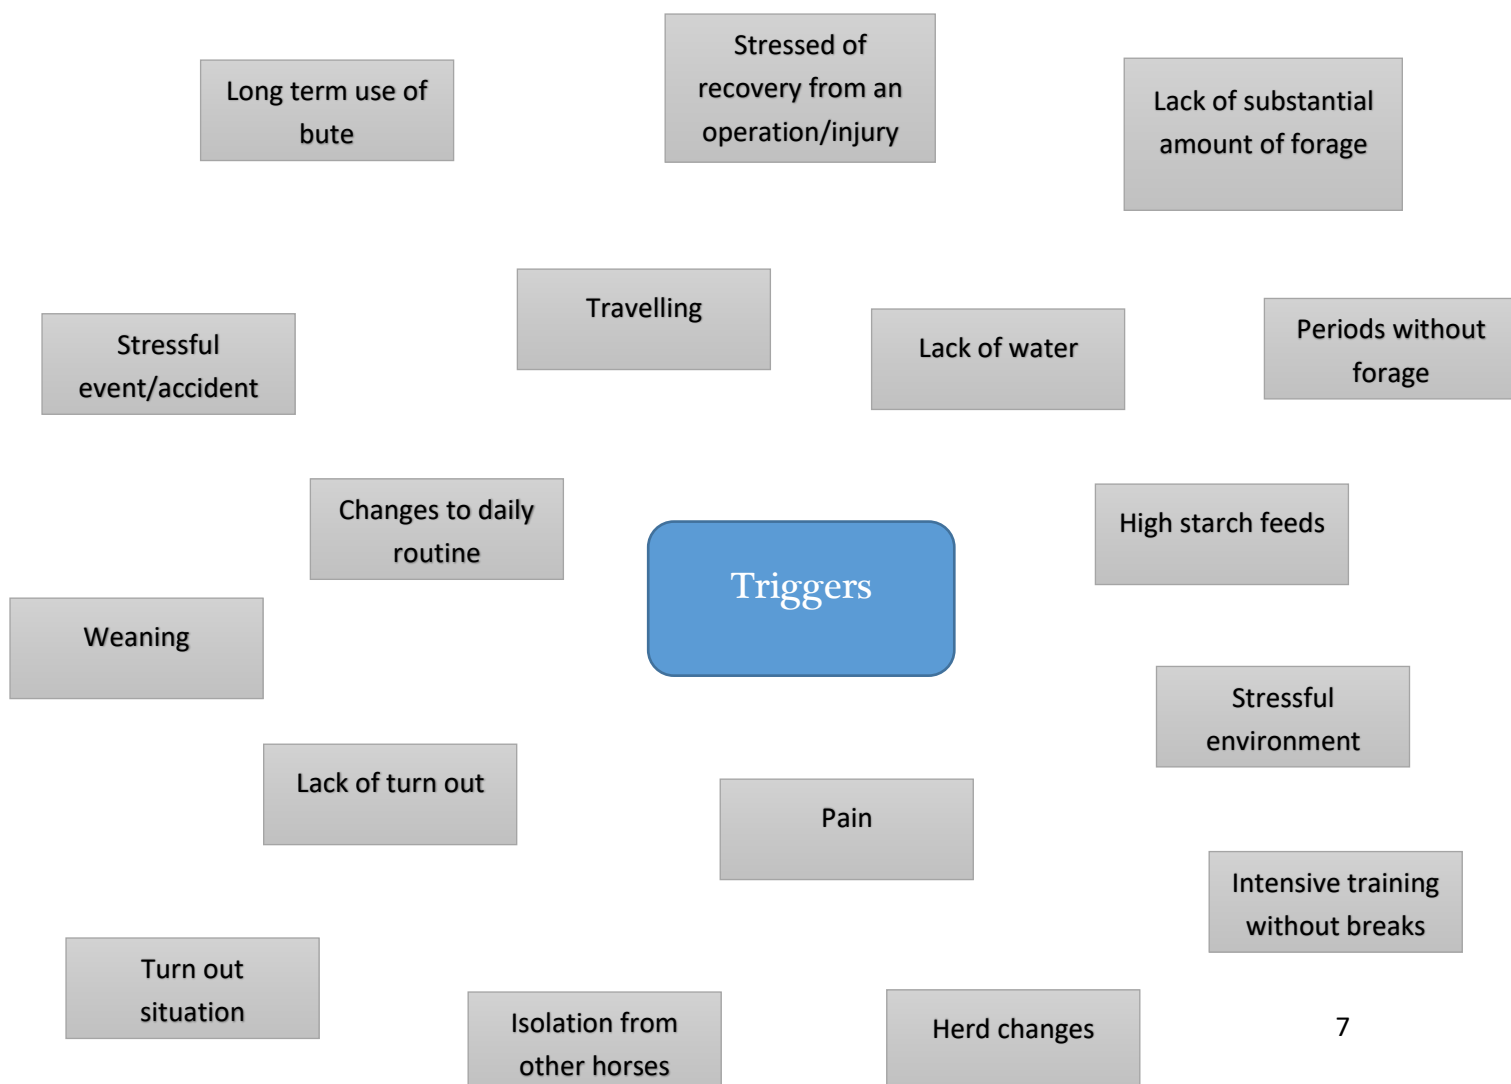 Long term use of
bute
Stressed of
recovery from an
operation/injury
Lack of substantial
amount of forage
Stressful
event/accident
Travelling
Lack of water
Periods without
forage
Changes to daily
routine
Triggers
High starch feeds
Weaning
Stressful
environment
Lack of turn out
Pain
Intensive training
without breaks
Turn out
situation
Isolation from
other horses
Herd changes
7